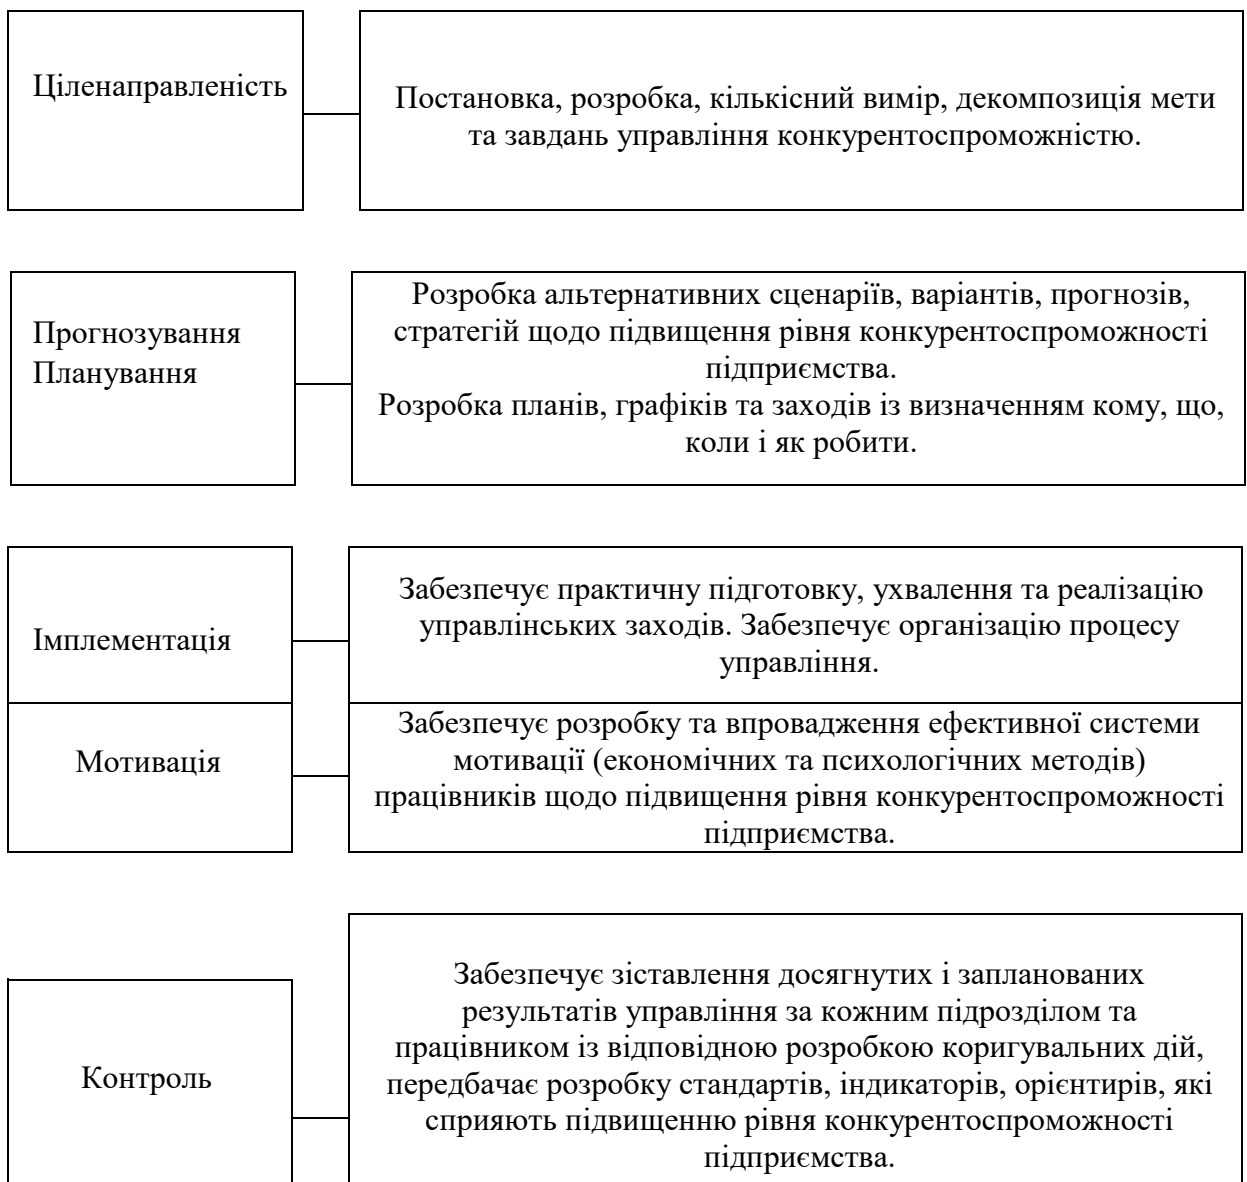 Ціленаправленість
Постановка, розробка, кількісний вимір, декомпозиція мети
та завдань управління конкурентоспроможністю.
Прогнозування
Планування
Розробка альтернативних сценаріїв, варіантів, прогнозів,
стратегій щодо підвищення рівня конкурентоспроможності
підприємства.
Розробка планів, графіків та заходів із визначенням кому, що,
коли і як робити.
Імплементація
Забезпечує практичну підготовку, ухвалення та реалізацію
управлінських заходів. Забезпечує організацію процесу
управління.
Мотивація
Забезпечує розробку та впровадження ефективної системи
мотивації (економічних та психологічних методів)
працівників щодо підвищення рівня конкурентоспроможності
підприємства.
Контроль
Забезпечує зіставлення досягнутих і запланованих
результатів управління за кожним підрозділом та
працівником із відповідною розробкою коригувальних дій,
передбачає розробку стандартів, індикаторів, орієнтирів, які
сприяють підвищенню рівня конкурентоспроможності
підприємства.